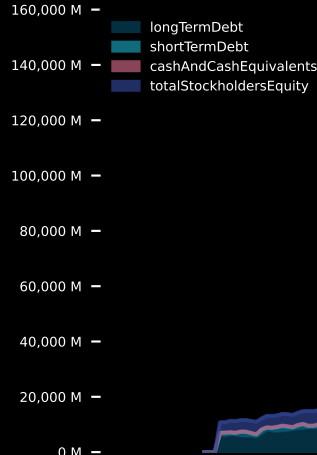 160,000 M
longTermDebt
shortTermDebt
140,000 M
cashAndCashEquivalents
totalStockholdersEquity
120,000 M
100,000 M
80,000 M
60,000 M
40,000 M
20,000 M
0 M